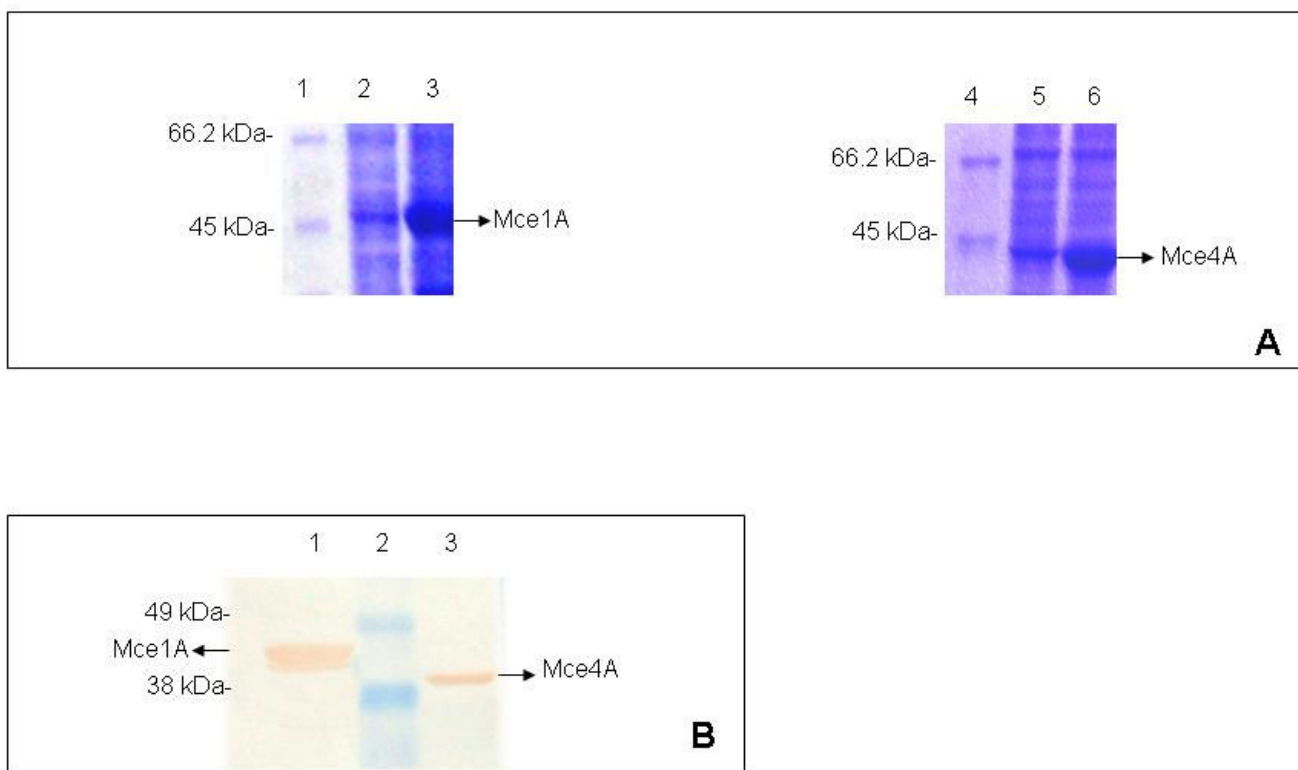 1 2 3
66.2 kDa-
45 kDa-
Mce1A
4 5 6
66.2 kDa-
45 kDa-
Mce4A
A
1 2 3
49 kDa-
Mce1A
38 kDa-
Mce4A
B